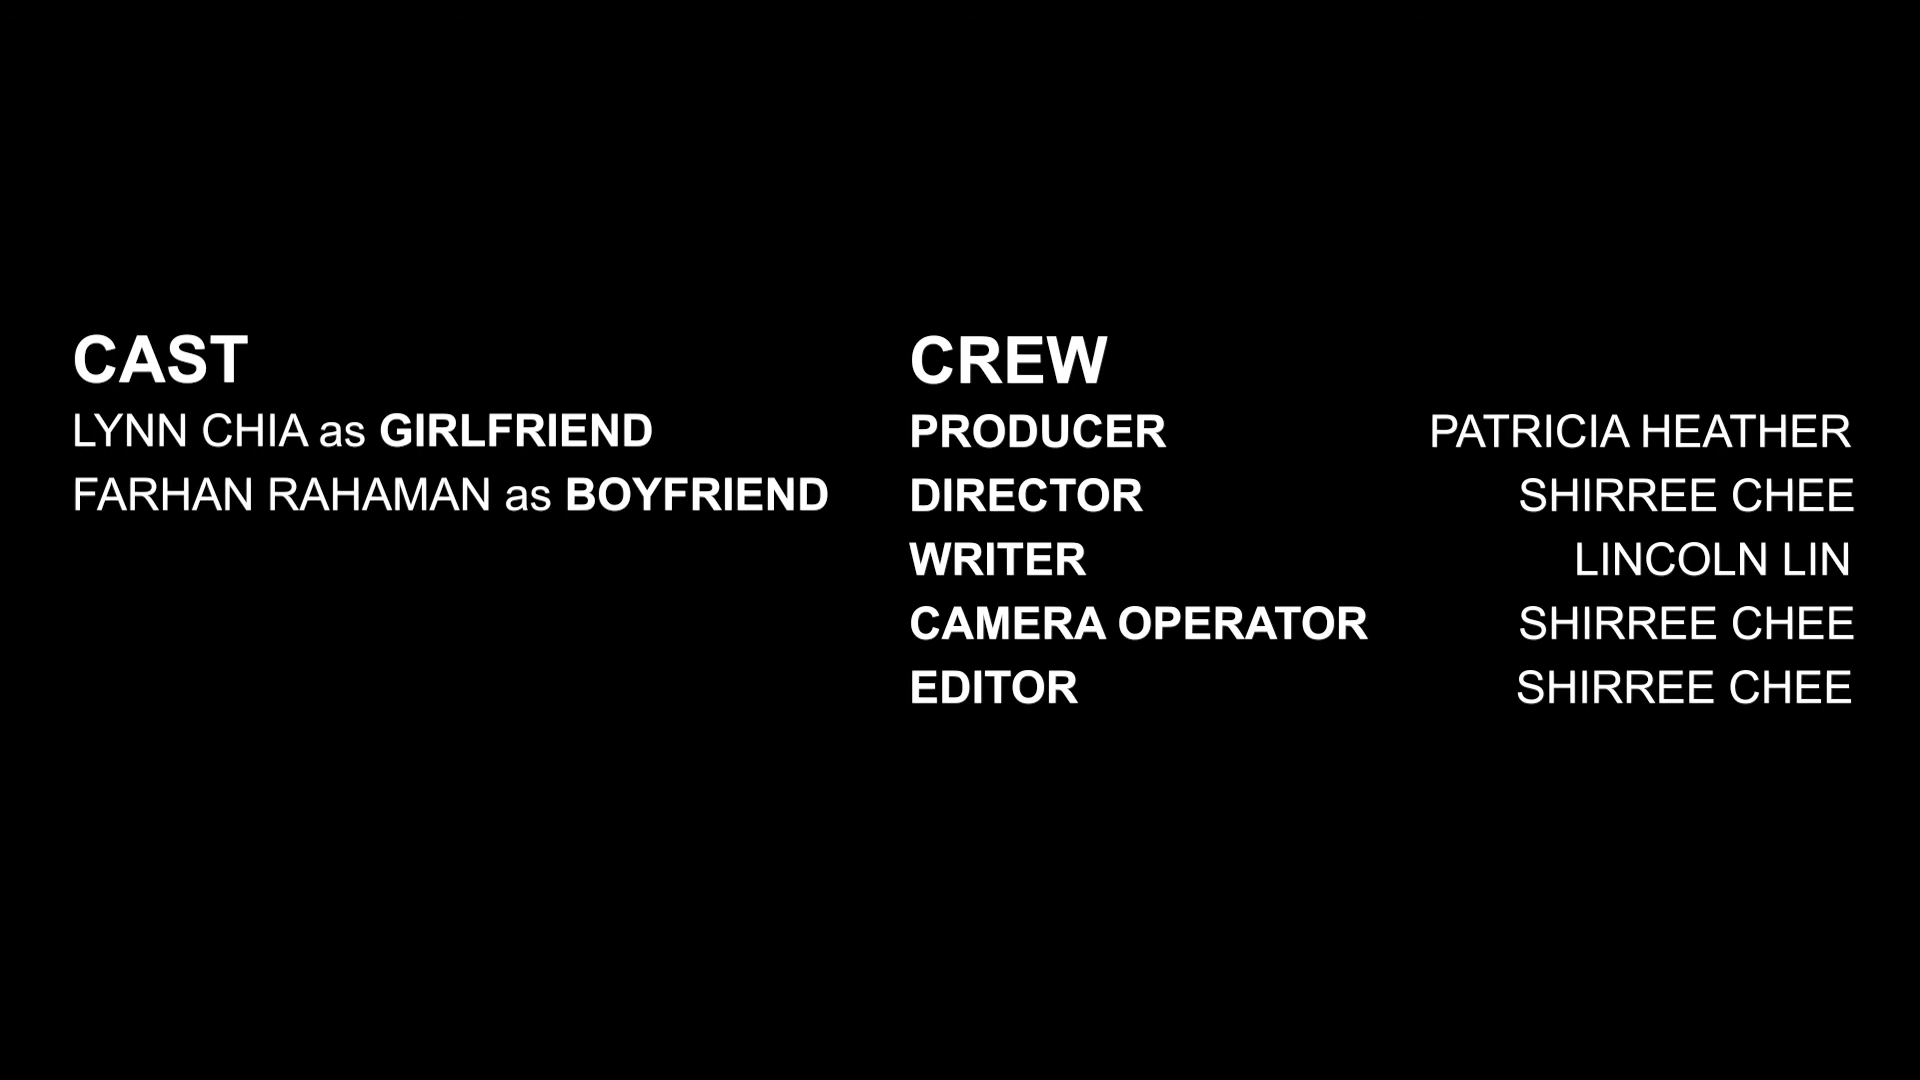 CAST
LYNN CHIA as GIRLFRIEND
FARHAN RAHAMAN as BOYFRIEND
CREW
PRODUCER PATRICIA HEATHER
DIRECTOR SHIRREE CHEE
WRITER LINCOLN LIN
CAMERA OPERATOR SHIRREE CHEE
EDITOR SHIRREE CHEE